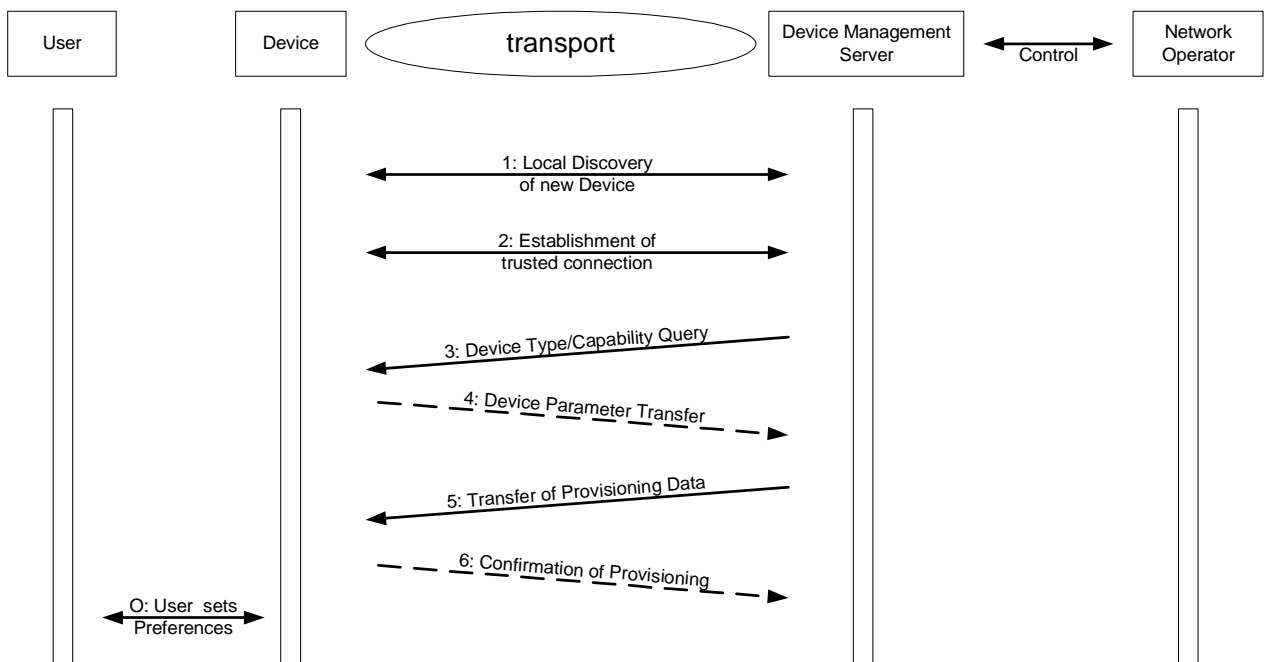 User
Device
transport
Device Management
Server
Control
Network
Operator
1: Local Discovery
of new Device
2: Establishment of
trusted connection
3: Device Type/Capability Query
4: Device Parameter Transfer
5: Transfer of Provisioning Data
6: Confirmation of Provisioning
O: User sets
Preferences